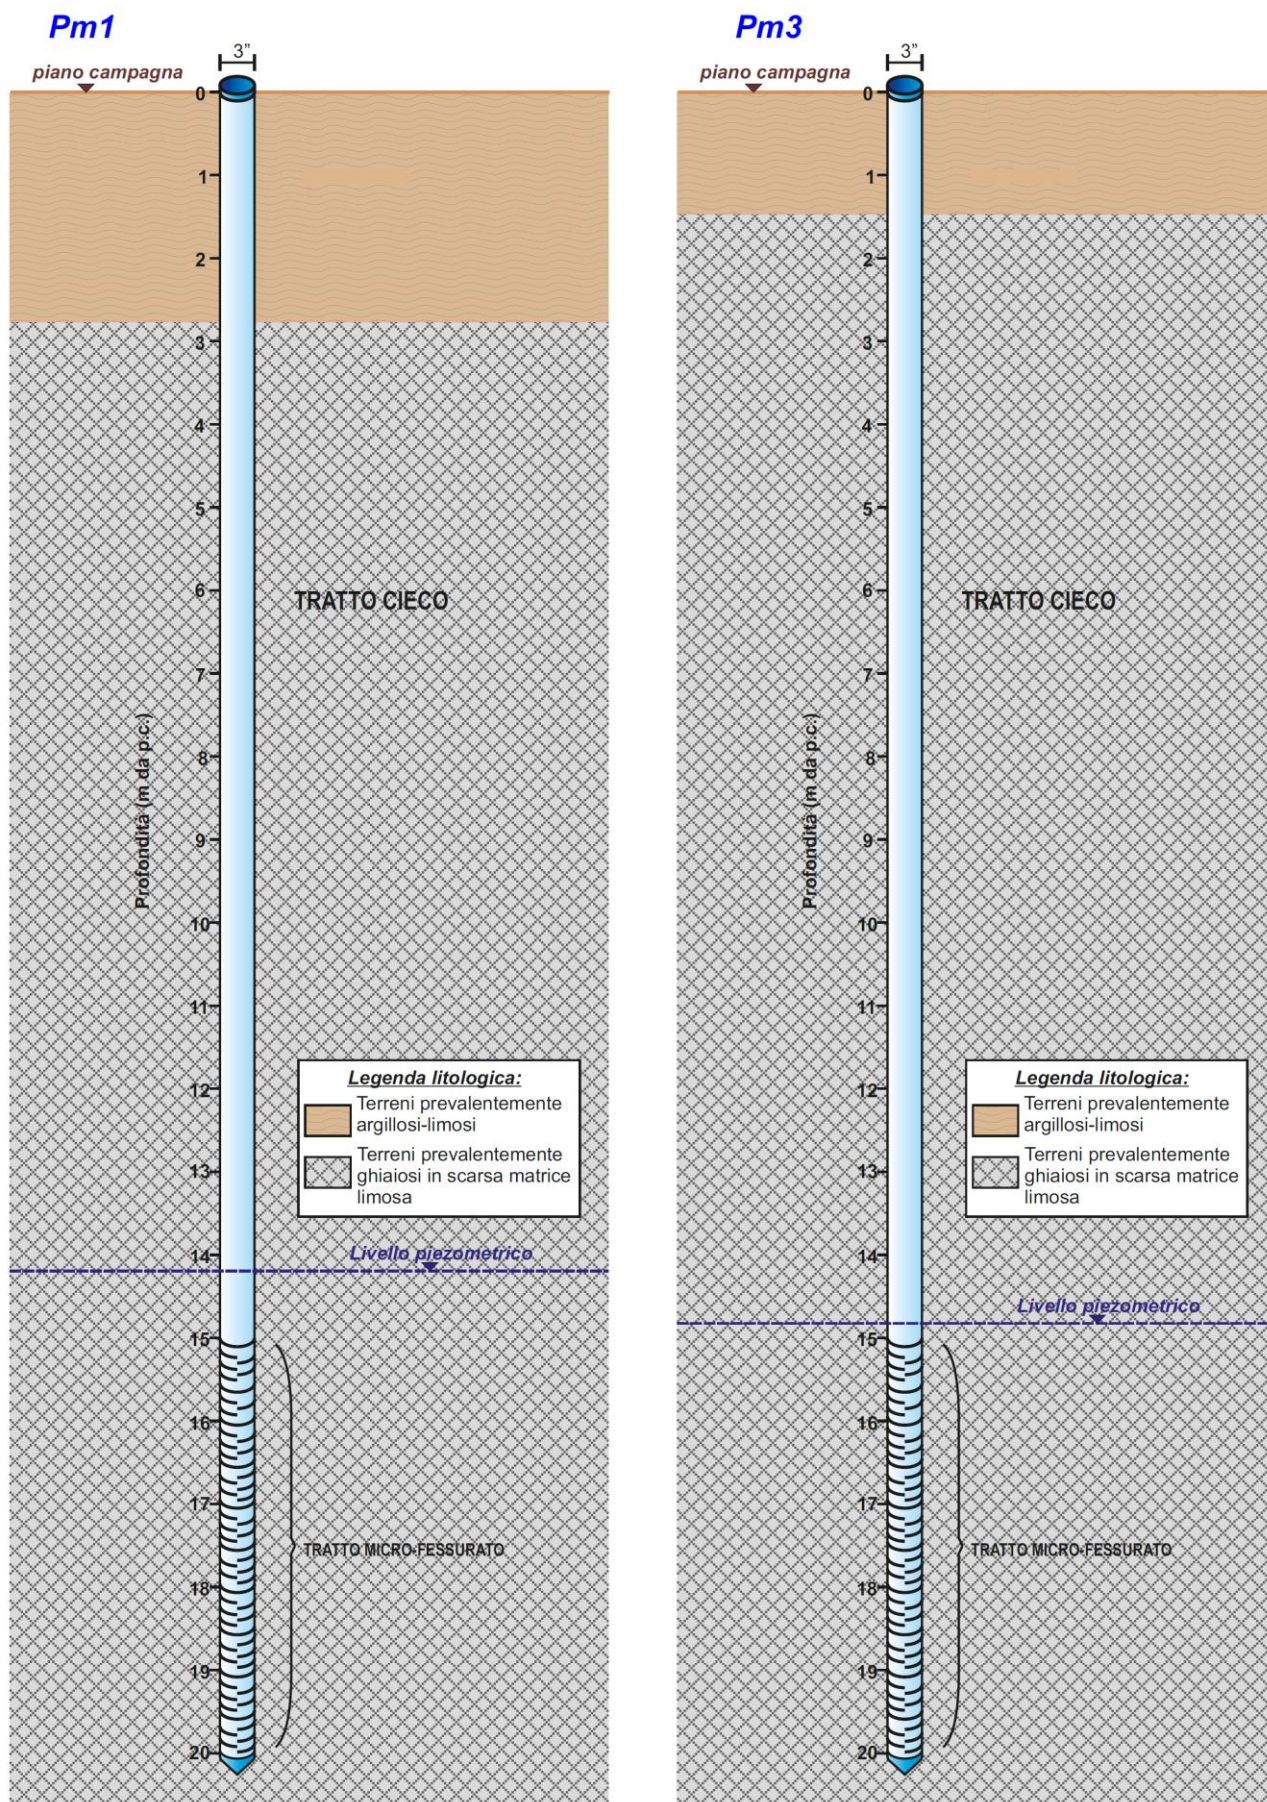 Pm1
3”
piano campagna
0
1
2
3
4
5
6
TRATTO CIECO
7
Profondità (m da p.c.)
8
9
10
11
12
13
Legenda litologica:
Terreni prevalentemente
argillosi-limosi
Terreni prevalentemente
ghiaiosi in scarsa matrice
limosa
14
Livello piezometrico
15
16
17
TRATTO MICRO-FESSURATO
18
19
20
Pm3
3”
piano campagna
0
1
2
3
4
5
6
TRATTO CIECO
7
Profondità (m da p.c.)
8
9
10
11
12
13
Legenda litologica:
Terreni prevalentemente
argillosi-limosi
Terreni prevalentemente
ghiaiosi in scarsa matrice
limosa
14
Livello piezometrico
15
16
17
TRATTO MICRO-FESSURATO
18
19
20